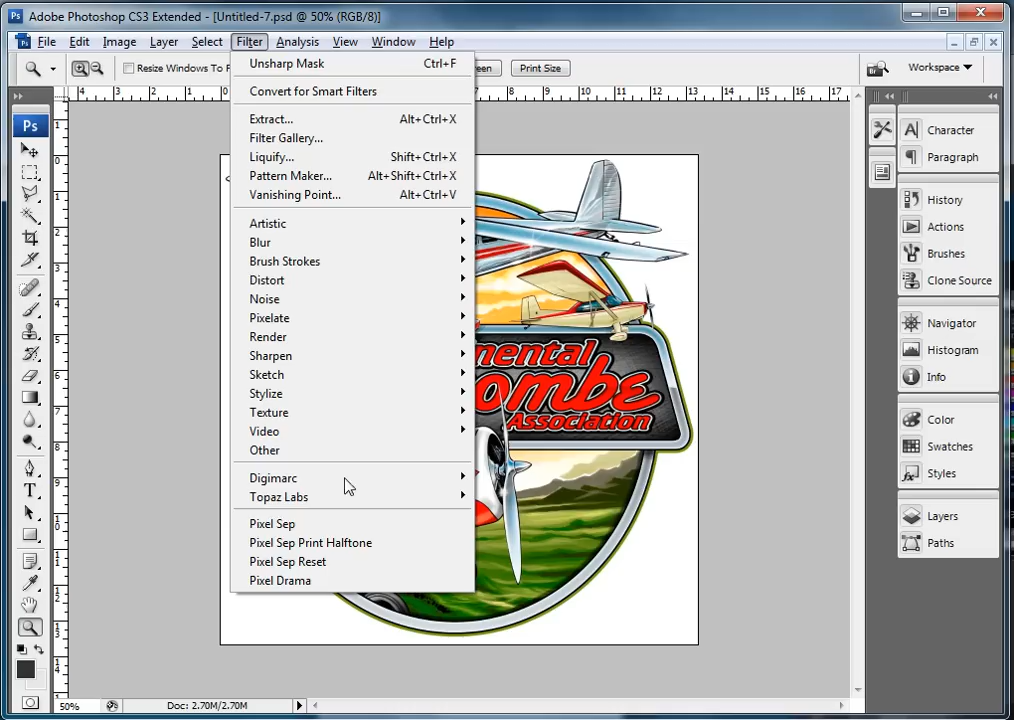 Adobe Photoshop CS3 Extended - [Untitled-7.psd @ 50% (RGB/8)]
File Edit Image Layer Select Filter Analysis View Window Help
Resize Windows To F
Print Size
Workspace
Unsharp Mask Ctrl+F
Convert for Smart Filters
Extract... Alt+Ctrl+X
Filter Gallery...
Liquify... Shift+Ctrl+X
Pattern Maker... Alt+Shift+Ctrl+X
Vanishing Point... Alt+Ctrl+V
Artistic
Blur
Brush Strokes
Distort
Noise
Pixelate
Render
Sharpen
Sketch
Stylize
Texture
Video
Other
Digimarc
Topaz Labs
Pixel Sep
Pixel Sep Print Halftone
Pixel Sep Reset
Pixel Drama
nental
ombe
Association
Character
Paragraph
History
Actions
Brushes
Clone Source
Navigator
Histogram
Info
Color
Swatches
Styles
Layers
Paths
50% Doc: 2.70M/2.70M